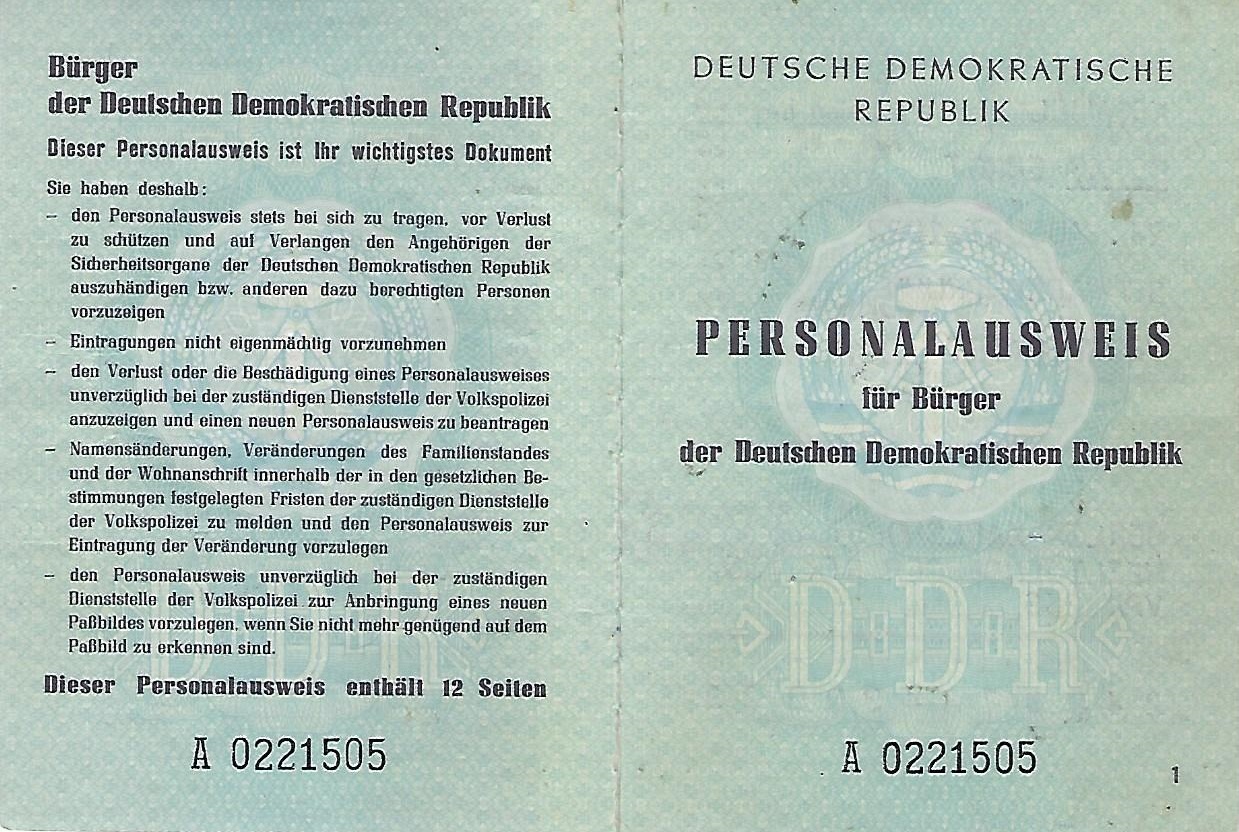 Bürger
der Deutschen Demokratischen Republik
Dieser Personalausweis ist Ihr wichtigstes Dokument
Sie haben deshalb:
– den Personalausweis stets bei sich zu tragen, vor Verlust
zu schützen und auf Verlangen den Angehörigen der
Sicherheitsorgane der Deutschen Demokratischen Republik
auszuhändigen bzw. anderen dazu berechtigten Personen
vorzuzeigen
– Eintragungen nicht eigenmächtig vorzunehmen
– den Verlust oder die Beschädigung eines Personalausweises
unverzüglich bei der zuständigen Dienststelle der Volkspolizei
anzuzeigen und einen neuen Personalausweis zu beantragen
– Namensänderungen, Veränderungen des Familienstandes
und der Wohnanschrift innerhalb der in den gesetzlichen Be-
stimmungen festgelegten Fristen der zuständigen Dienststelle
der Volkspolizei zu melden und den Personalausweis zur
Eintragung der Veränderung vorzulegen
– den Personalausweis unverzüglich bei der zuständigen
Dienststelle der Volkspolizei zur Anbringung eines neuen
Paßbildes vorzulegen, wenn Sie nicht mehr genügend auf dem
Paßbild zu erkennen sind.
Dieser Personalausweis enthält 12 Seiten
DDR
A 0221505
DEUTSCHE DEMOKRATISCHE
REPUBLIK
PERSONALAUSWEIS
für Bürger
der Deutschen Demokratischen Republik
D·D·R
A 0221505
1